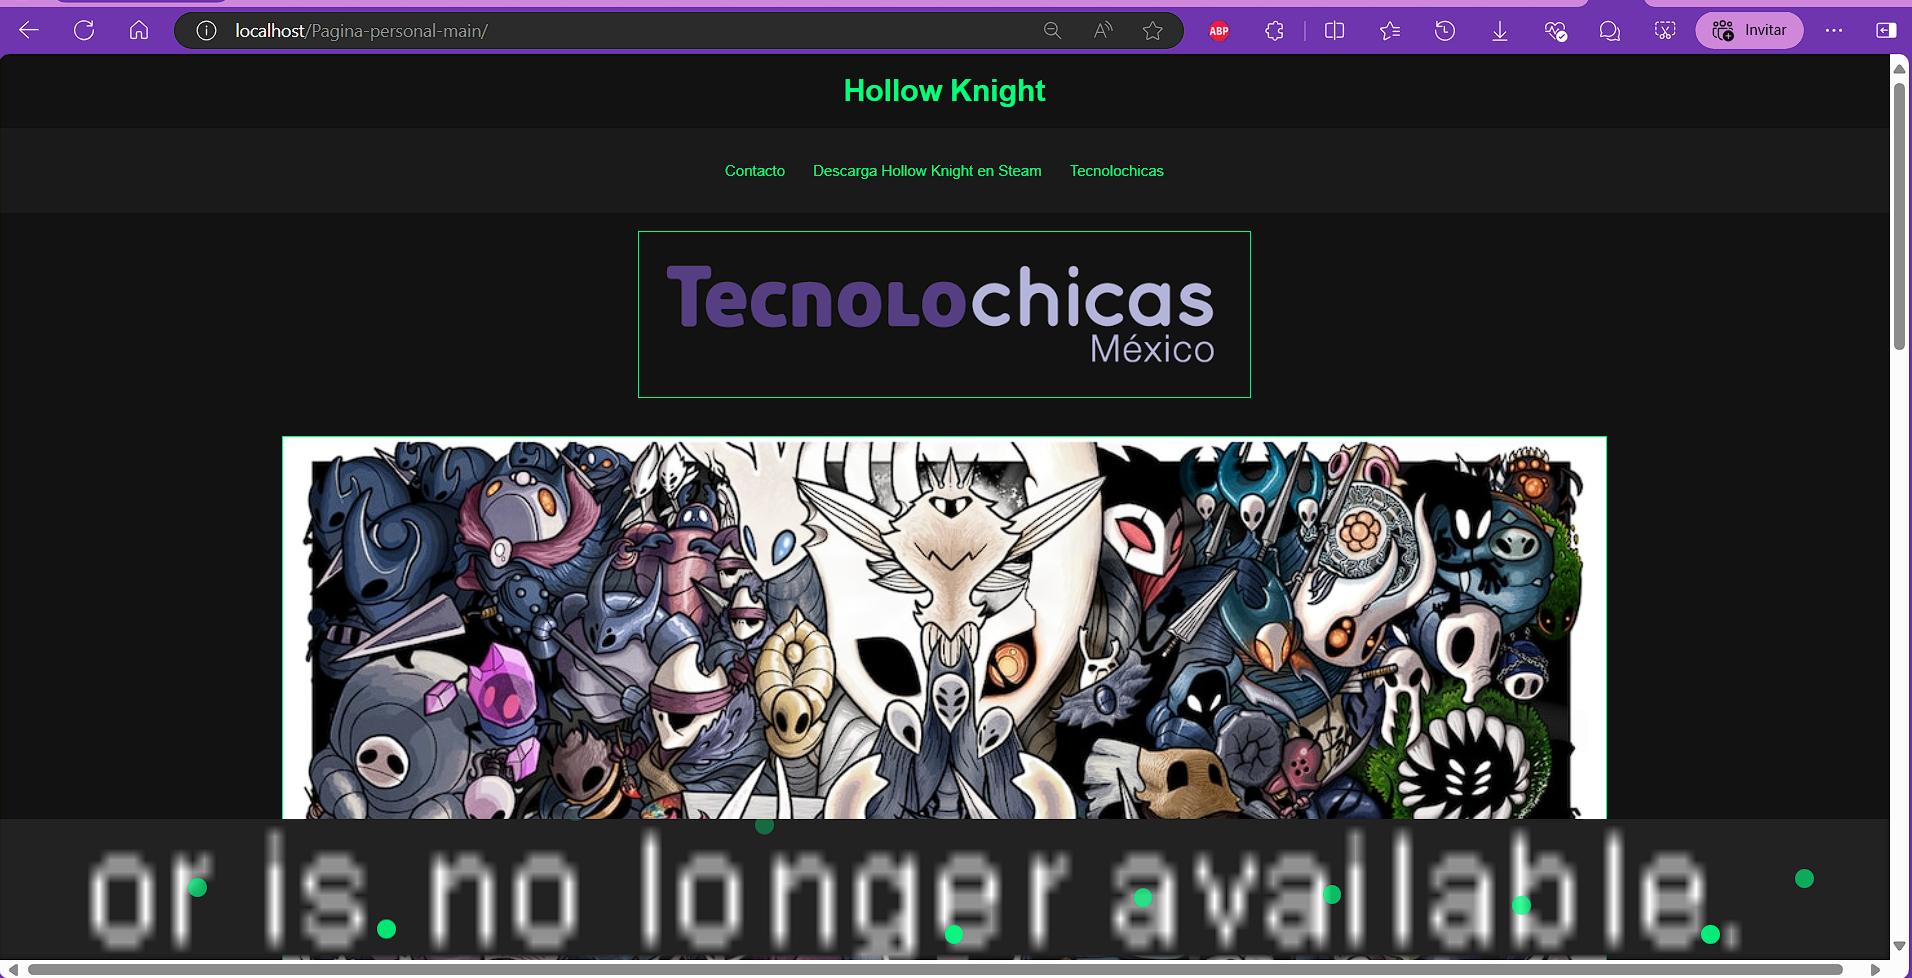 localhost/Pagina-personal-main/
ABP
Invitar
Hollow Knight
Contacto Descarga Hollow Knight en Steam Tecnolochicas
Tecnolochicas
México
or is no longer available.